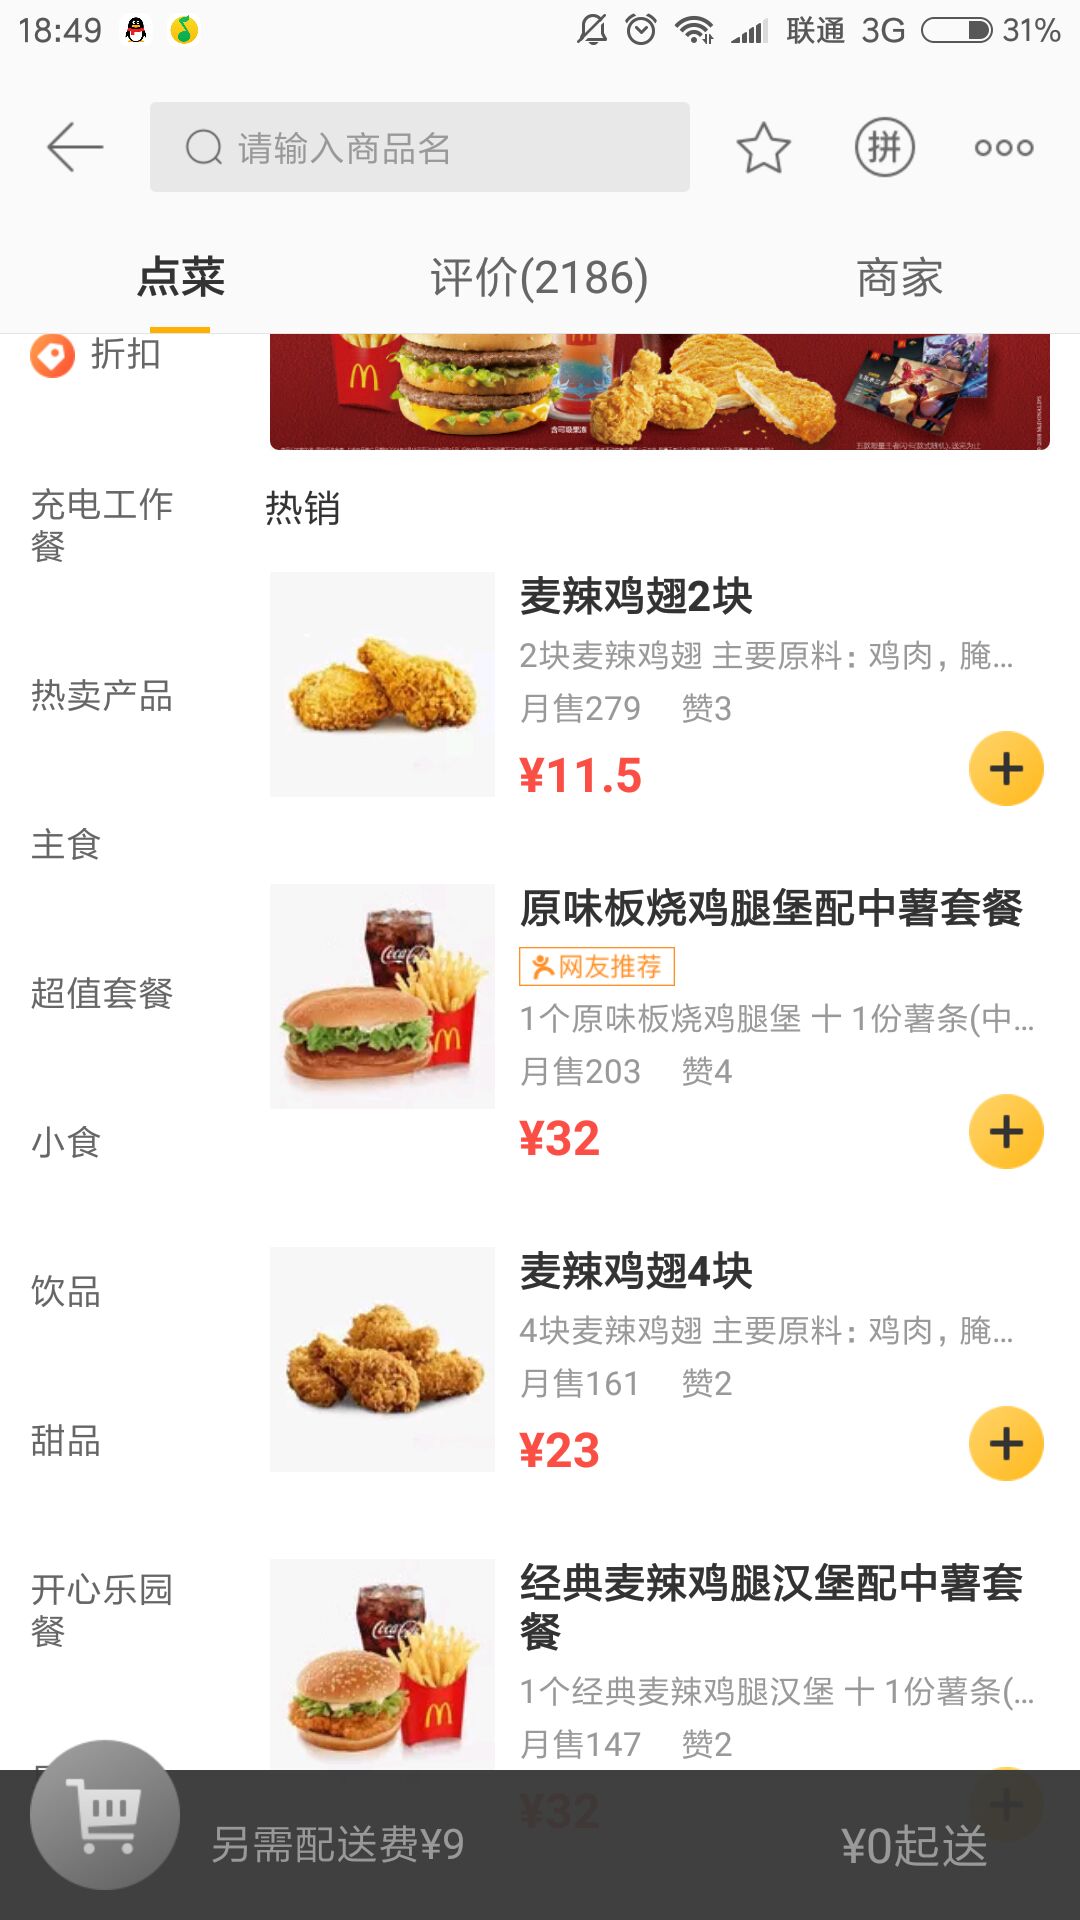 18:49
联通 3G 31%
请输入商品名
拼
点菜
评价(2186)
商家
折扣
含可吸果冻
充电工作
餐
热卖产品
主食
超值套餐
小食
饮品
甜品
开心乐园
餐
热销
麦辣鸡翅2块
2块麦辣鸡翅 主要原料：鸡肉，腌...
月售279 赞3
¥11.5
原味板烧鸡腿堡配中薯套餐
网友推荐
1个原味板烧鸡腿堡 十 1份薯条(中...
月售203 赞4
¥32
麦辣鸡翅4块
4块麦辣鸡翅 主要原料：鸡肉，腌...
月售161 赞2
¥23
经典麦辣鸡腿汉堡配中薯套
餐
1个经典麦辣鸡腿汉堡 十 1份薯条(...
月售147 赞2
¥32
另需配送费¥9
¥0起送